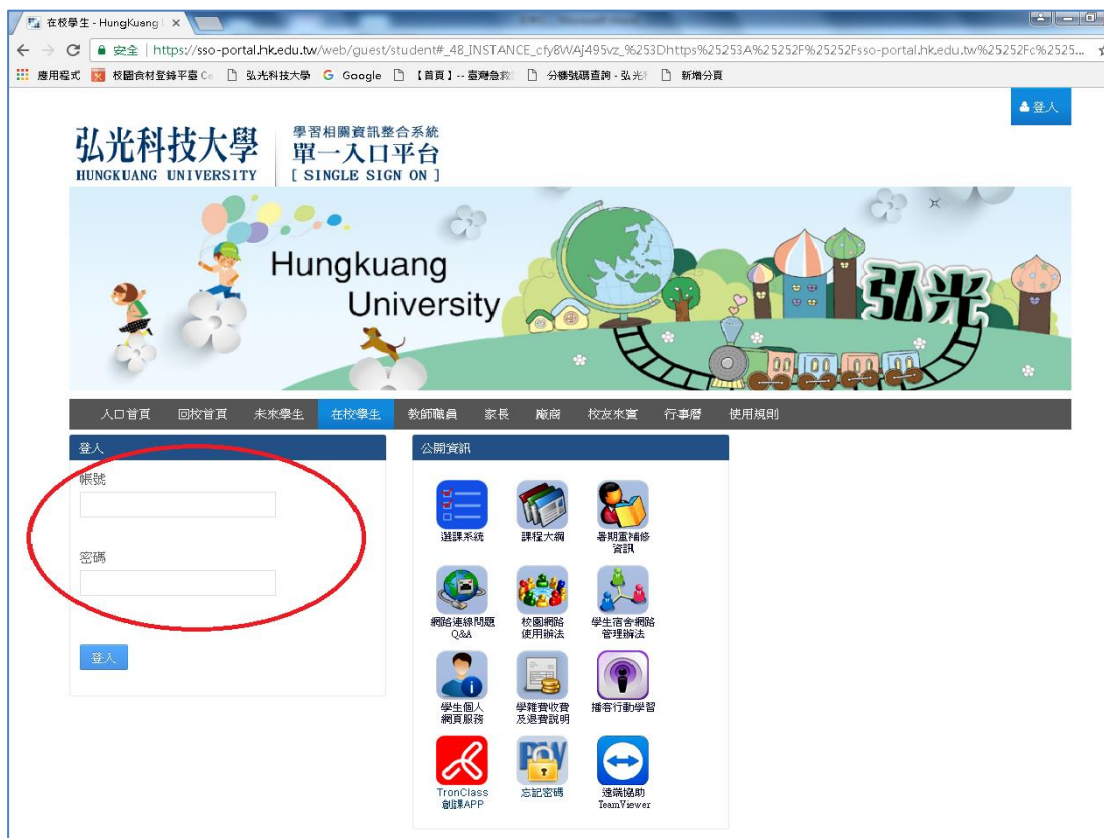 在校學生 - HungKuang
安全 | https://sso-portal.hk.edu.tw/web/guest/student#_48_INSTANCE_cfy8WAj495vz_%253Dhttps%25253A%25252F%25252Fsso-portal.hk.edu.tw%25252Fc%2525...
應用程式 校園食材登錄平臺 Ce 弘光科技大學 Google 【首頁】-- 臺灣急救 分機號碼查詢 - 弘光 新增分頁
登入
弘光科技大學
HUNGKUANG UNIVERSITY
學習相關資訊整合系統
單一入口平台
[ SINGLE SIGN ON ]
Hungkuang
University
弘光
入口首頁 回校首頁 未來學生 在校學生 教師職員 家長 廠商 校友來賓 行事曆 使用規則
登入
帳號
密碼
登入
公開資訊
選課系統 課程大綱 暑期重補修
資訊
網路連線問題 校園網路 學生宿舍網路
Q&A 使用辦法 管理辦法
學生個人 學雜費收費 播客行動學習
網頁服務 及退費說明
TronClass 忘記密碼 遠端協助
創課APP TeamViewer